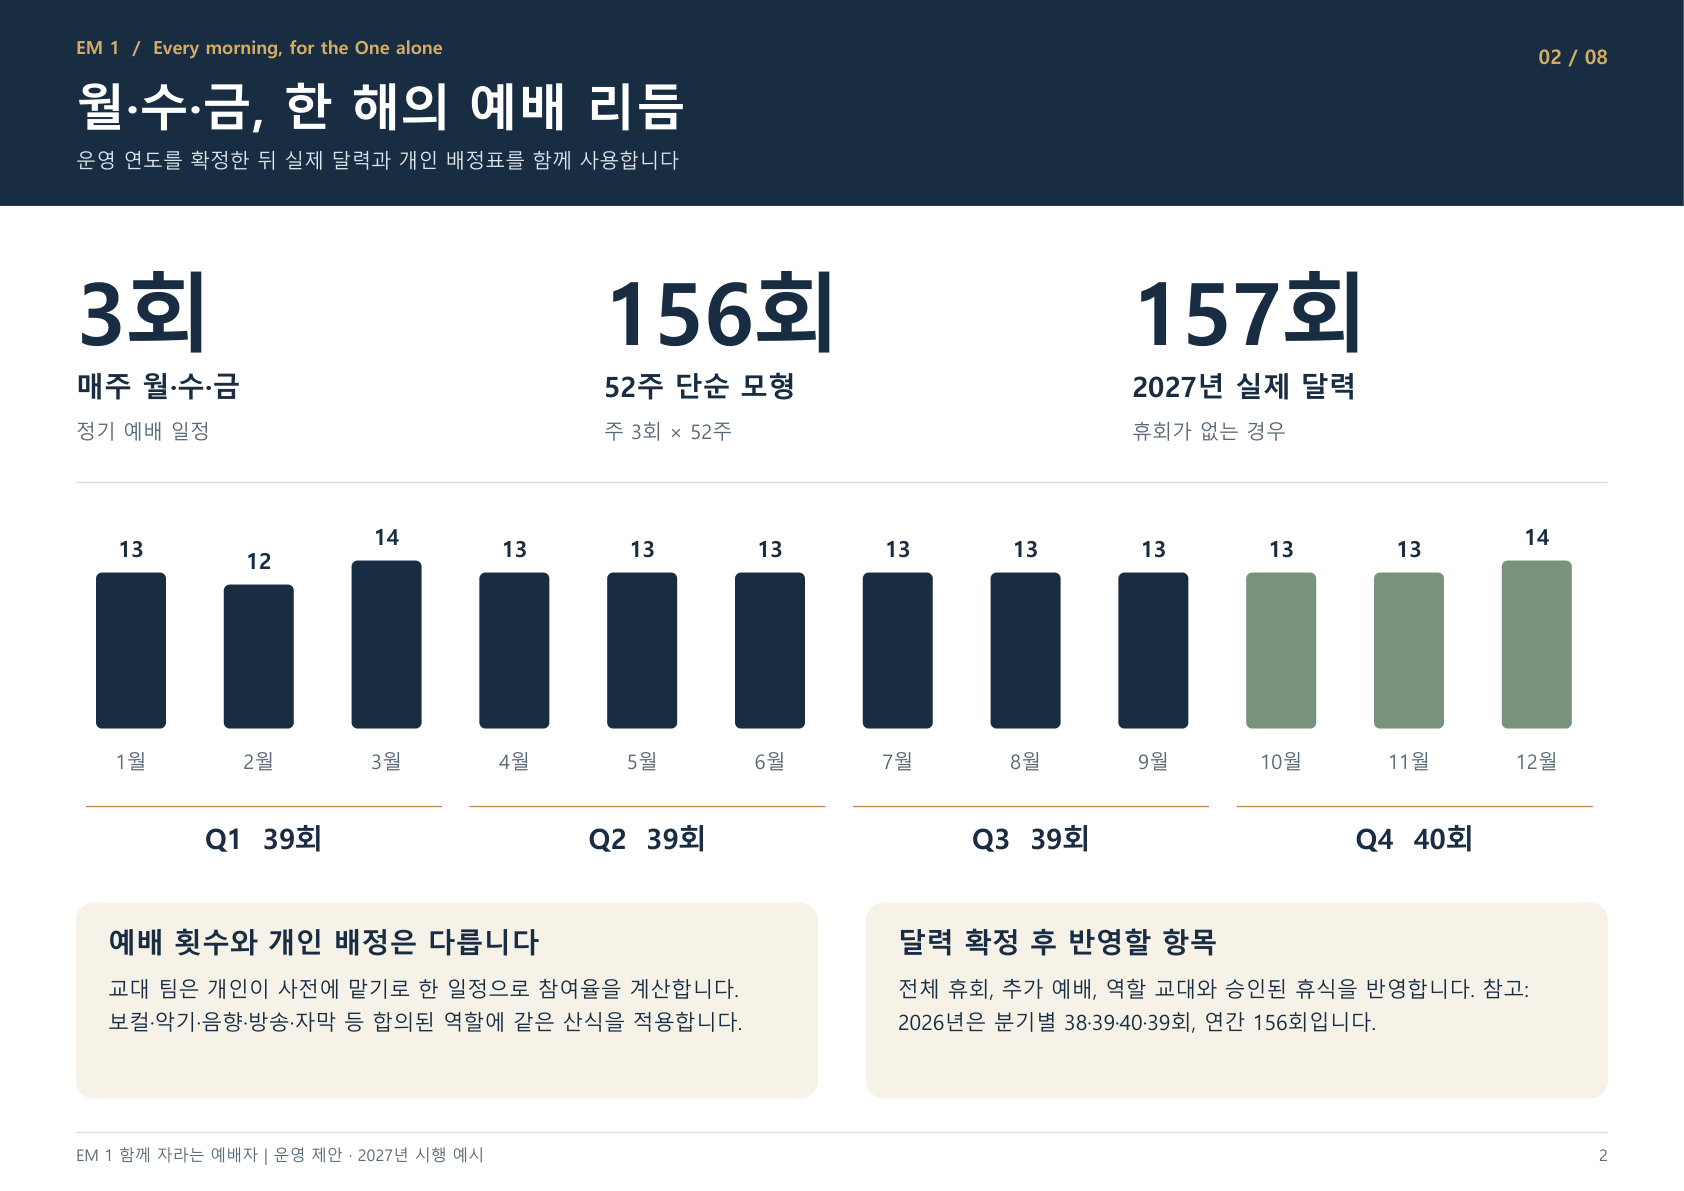 EM 1 / Every morning, for the One alone
02 / 08
월·수·금, 한 해의 예배 리듬
운영 연도를 확정한 뒤 실제 달력과 개인 배정표를 함께 사용합니다
3회
매주 월·수·금
정기 예배 일정
156회
52주 단순 모형
주 3회 × 52주
157회
2027년 실제 달력
휴회가 없는 경우
13 12 14 13 13 13 13 13 13 13 13 14
1월 2월 3월 4월 5월 6월 7월 8월 9월 10월 11월 12월
Q1 39회 Q2 39회 Q3 39회 Q4 40회
예배 횟수와 개인 배정은 다릅니다
교대 팀은 개인이 사전에 맡기로 한 일정으로 참여율을 계산합니다.
보컬·악기·음향·방송·자막 등 합의된 역할에 같은 산식을 적용합니다.
달력 확정 후 반영할 항목
전체 휴회, 추가 예배, 역할 교대와 승인된 휴식을 반영합니다. 참고:
2026년은 분기별 38·39·40·39회, 연간 156회입니다.
EM 1 함께 자라는 예배자 | 운영 제안 · 2027년 시행 예시
2